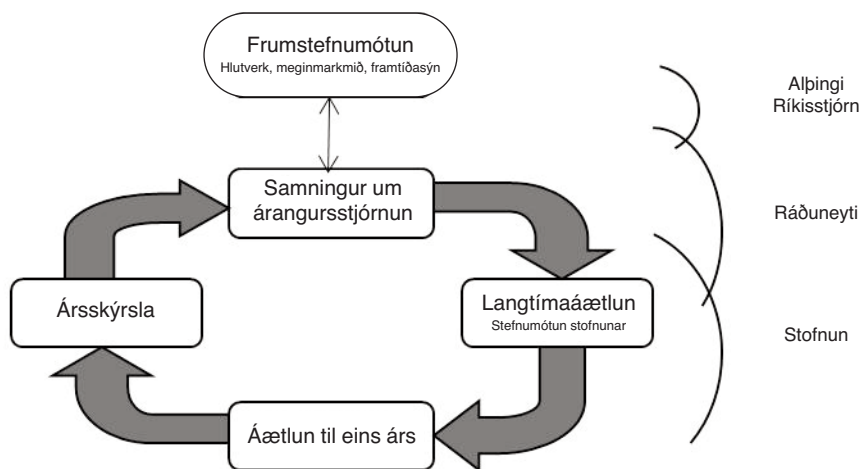 Frumstefnumótun
Hlutverk, meginmarkmið, framtíðasýn
Alþingi
Ríkisstjórn
Samningur um
árangursstjórnun
Ráðuneyti
Ársskýrsla
Langtímaáætlun
Stefnumótun stofnunar
Stofnun
Áætlun til eins árs